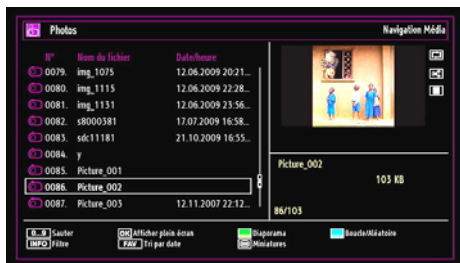 Photos Navigation Média
N° Nom du fichier Date/heure
0079. img_1075 12.06.2009 20:21...
0080. img_1115 12.06.2009 22:28...
0081. img_1131 12.06.2009 23:56...
0082. s8000381 17.07.2009 16:58...
0083. sdc11181 21.10.2009 16:55...
0084. y
0085. Picture_001
0086. Picture_002
0087. Picture_003 12.11.2007 22:12...
Picture_002
103 KB
86/103
0...9 Sauter OK Afficher plein écran Diaporama Boucle/Aléatoire
INFO Filtre FAV Tri par date Miniatures